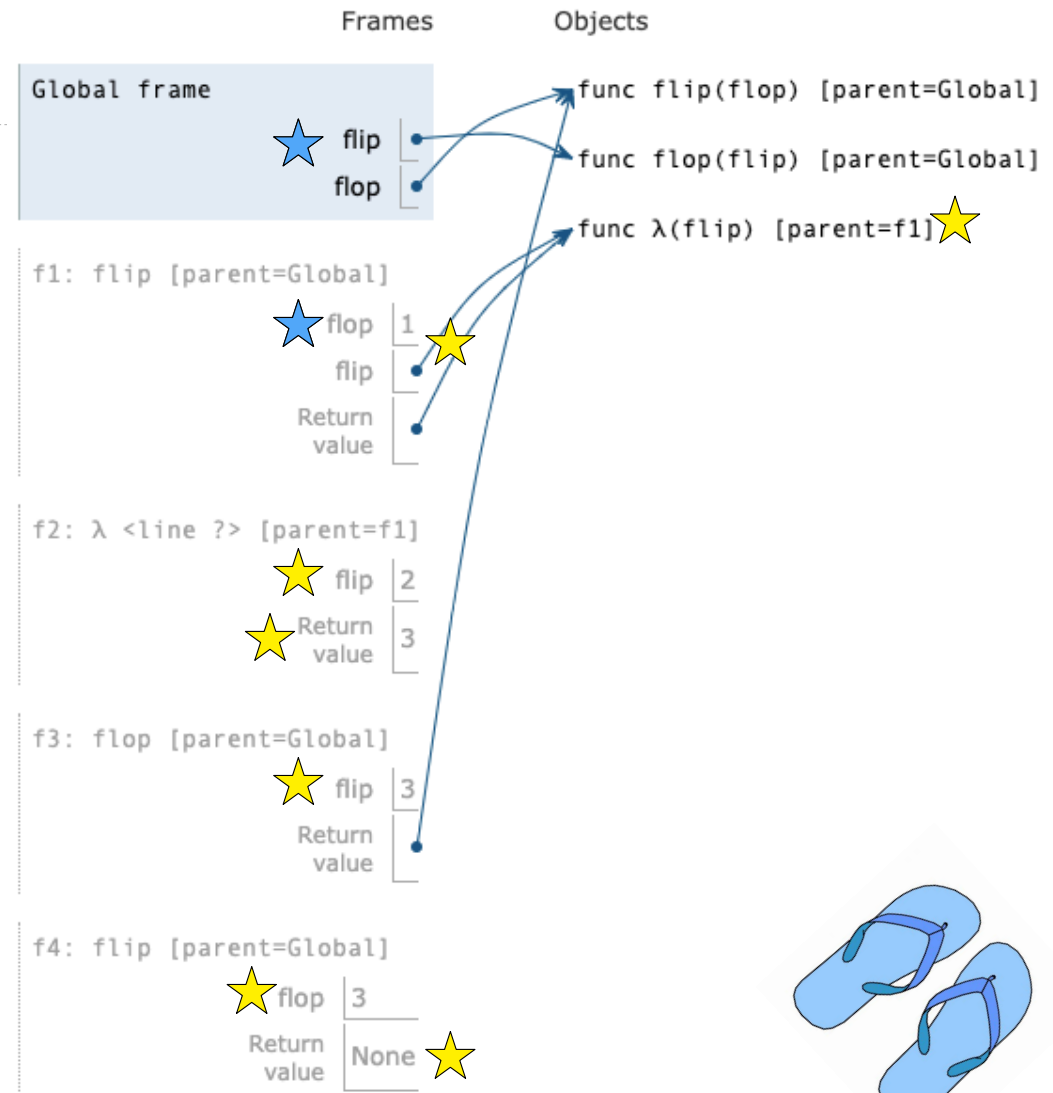 Frames Objects
Global frame
flip
flop
func flip(flop) [parent=Global]
func flop(flip) [parent=Global]
func λ(flip) [parent=f1]
f1: flip [parent=Global]
flop 1
flip
Return
value
f2: λ <line ?> [parent=f1]
flip 2
Return
value 3
f3: flop [parent=Global]
flip 3
Return
value
f4: flip [parent=Global]
flop 3
Return
value None